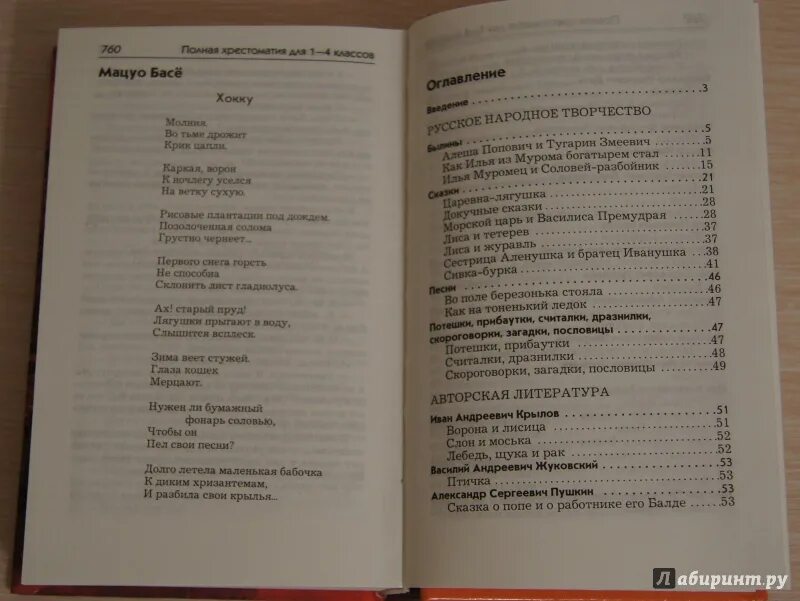 760
Полная хрестоматия для 1—4 классов
Мацуо Басё
Хокку
Молния.
Во тьме дрожит
Крик цапли.
Каркая, ворон
К ночлегу уселся
На ветку сухую.
Рисовые плантации под дождем.
Позолоченная солома
Грустно чернеет...
Первого снега горсть
Не способна
Склонить лист гладиолуса.
Ах! старый пруд!
Лягушки прыгают в воду,
Слышится всплеск.
Зима веет стужей.
Глаза кошек
Мерцают.
Нужен ли бумажный
фонарь соловью,
Чтобы он
Пел свои песни?
Долго летела маленькая бабочка
К диким хризантемам,
И разбила свои крылья...
Оглавление
Введение 3
РУССКОЕ НАРОДНОЕ ТВОРЧЕСТВО
Былины 5
Алеша Попович и Тугарин Змеевич 5
Как Илья из Мурома богатырем стал 11
Илья Муромец и Соловей-разбойник 15
Сказки 21
Царевна-лягушка 21
Докучные сказки 28
Морской царь и Василиса Премудрая 28
Лиса и тетерев 37
Лиса и журавль 37
Сестрица Аленушка и братец Иванушка 38
Сивка-бурка 41
Песни 46
Во поле березонька стояла 46
Как на тоненький ледок 47
Потешки, прибаутки, считалки, дразнилки,
скороговорки, загадки, пословицы 47
Потешки, прибаутки 47
Считалки, дразнилки 48
Скороговорки, загадки, пословицы 49
АВТОРСКАЯ ЛИТЕРАТУРА
Иван Андреевич Крылов 51
Ворона и лисица 51
Слон и моська 52
Лебедь, щука и рак 52
Василий Андреевич Жуковский 53
Птичка 53
Александр Сергеевич Пушкин 53
Сказка о попе и о работнике его Балде 53
Лабиринт.ру